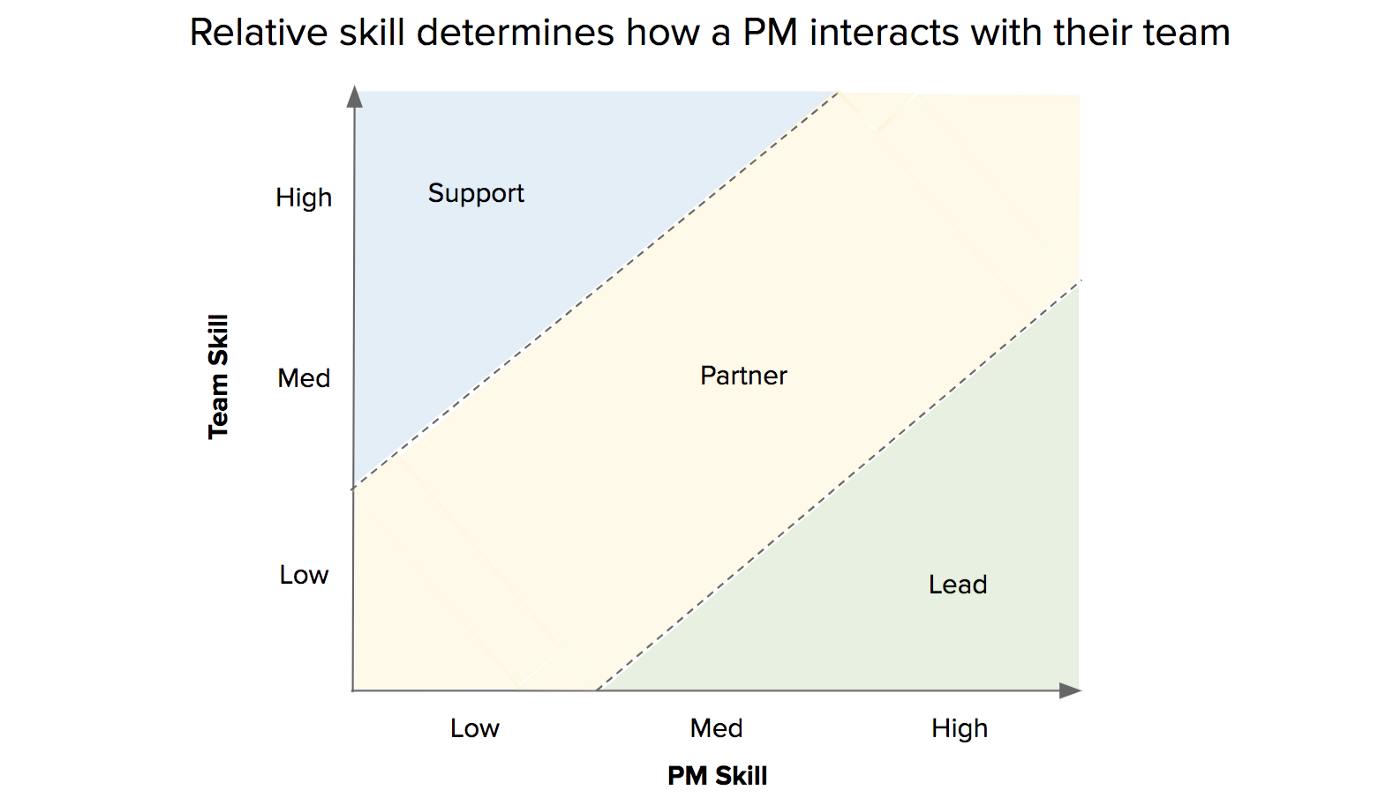 Relative skill determines how a PM interacts with their team
High
Support
Team Skill
Med
Partner
Low
Lead
Low
Med
High
PM Skill